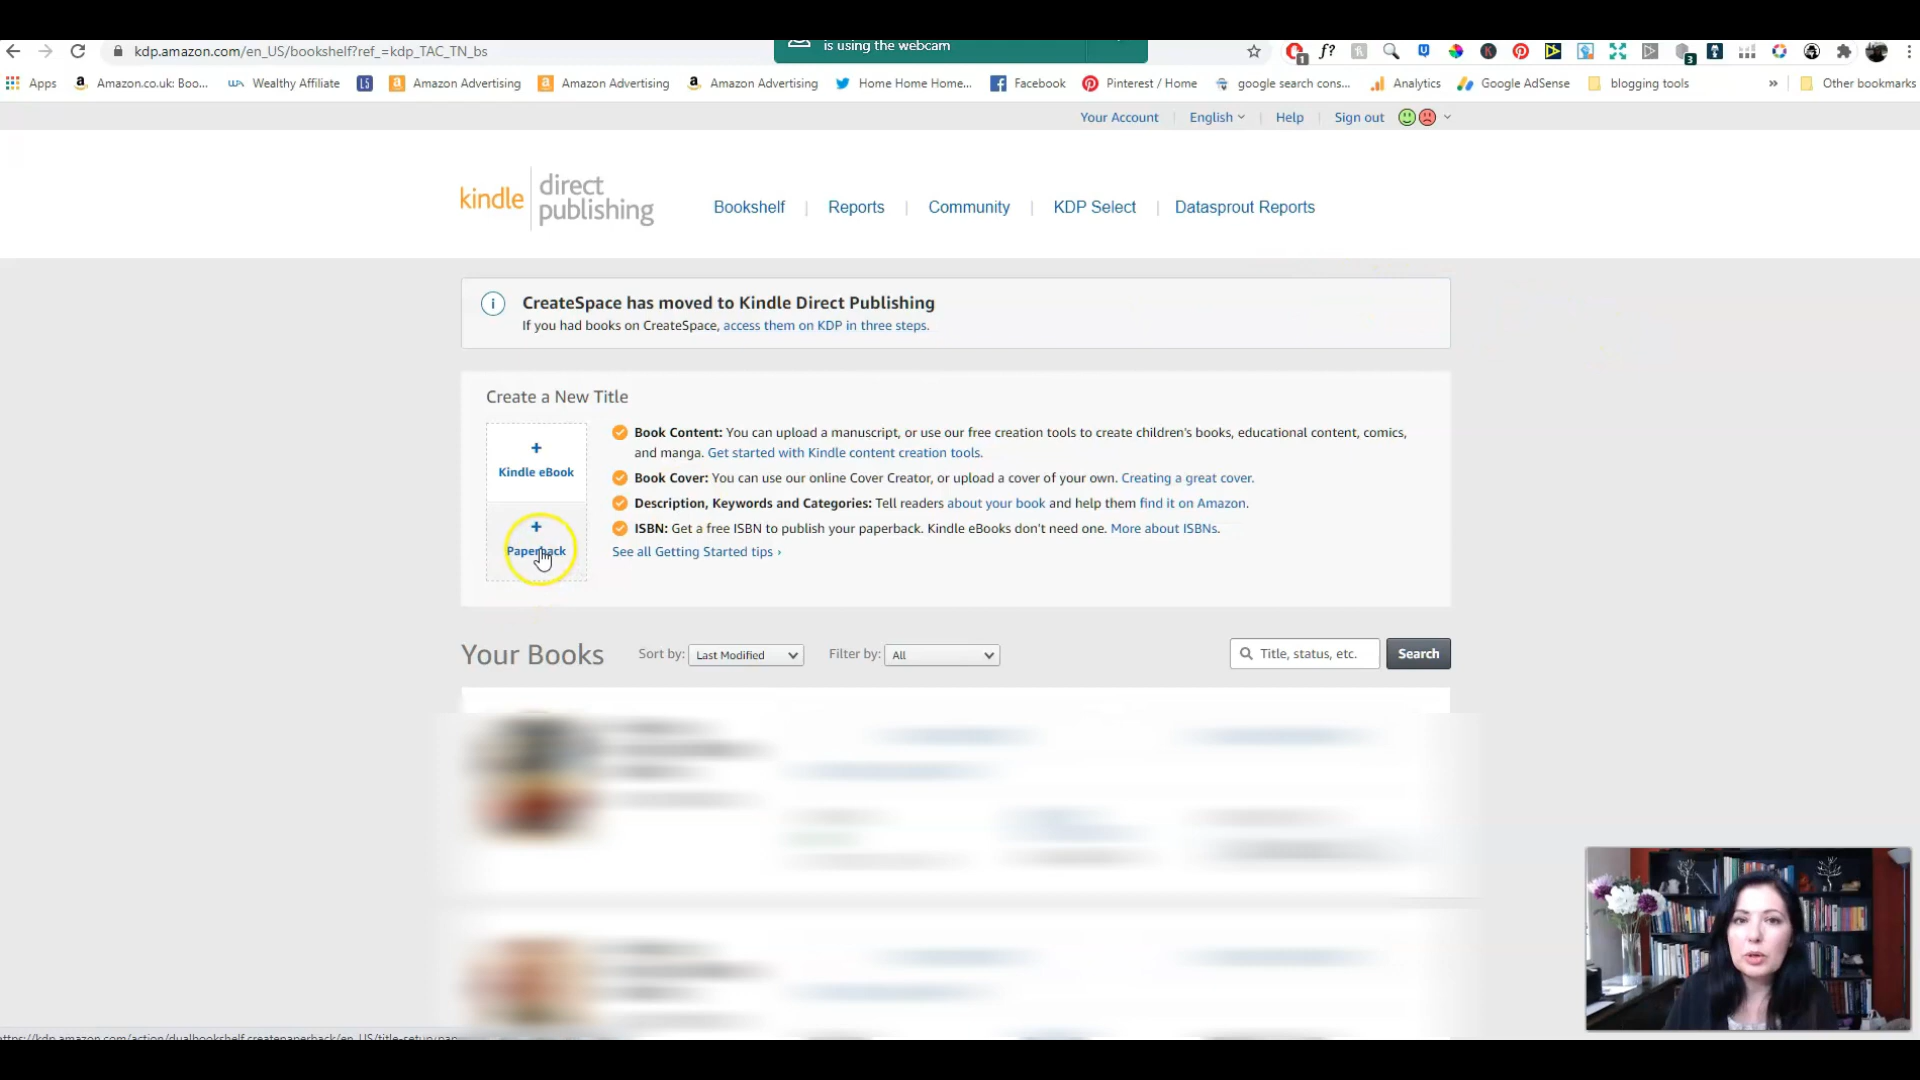 kdp.amazon.com/en_US/bookshelf?ref_=kdp_TAC_TN_bs
is using the webcam
Apps Amazon.co.uk: Boo... Wealthy Affiliate Amazon Advertising Amazon Advertising Amazon Advertising Home Home Home... Facebook Pinterest / Home google search cons... Analytics Google AdSense blogging tools » Other bookmarks
Your Account English Help Sign out
kindle direct publishing
Bookshelf | Reports | Community | KDP Select | Datasprout Reports
CreateSpace has moved to Kindle Direct Publishing
If you had books on CreateSpace, access them on KDP in three steps.
Create a New Title
+ Kindle eBook
+ Paperback
Book Content: You can upload a manuscript, or use our free creation tools to create children's books, educational content, comics,
and manga. Get started with Kindle content creation tools.
Book Cover: You can use our online Cover Creator, or upload a cover of your own. Creating a great cover.
Description, Keywords and Categories: Tell readers about your book and help them find it on Amazon.
ISBN: Get a free ISBN to publish your paperback. Kindle eBooks don't need one. More about ISBNs.
See all Getting Started tips ›
Your Books Sort by: Last Modified Filter by: All Title, status, etc. Search